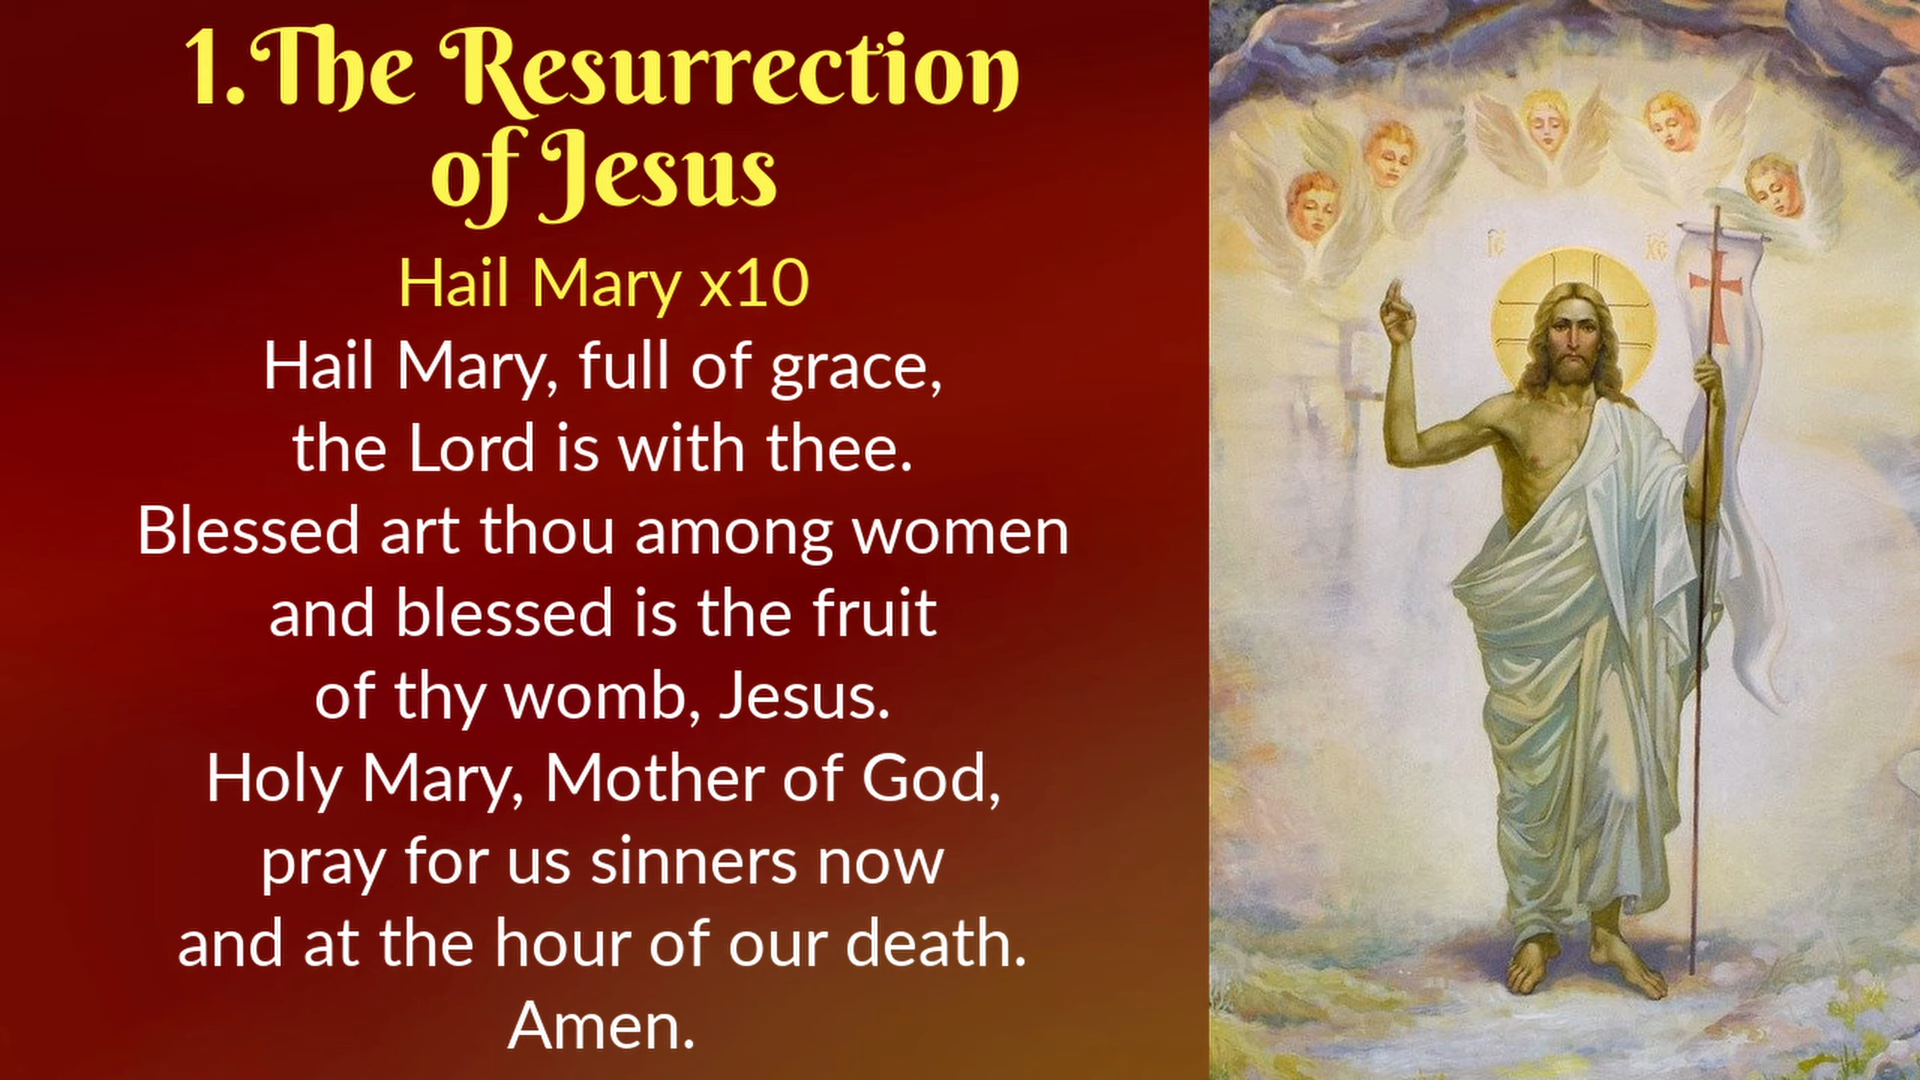 1.The Resurrection
of Jesus
Hail Mary x10
Hail Mary, full of grace,
the Lord is with thee.
Blessed art thou among women
and blessed is the fruit
of thy womb, Jesus.
Holy Mary, Mother of God,
pray for us sinners now
and at the hour of our death.
Amen.
IC XC